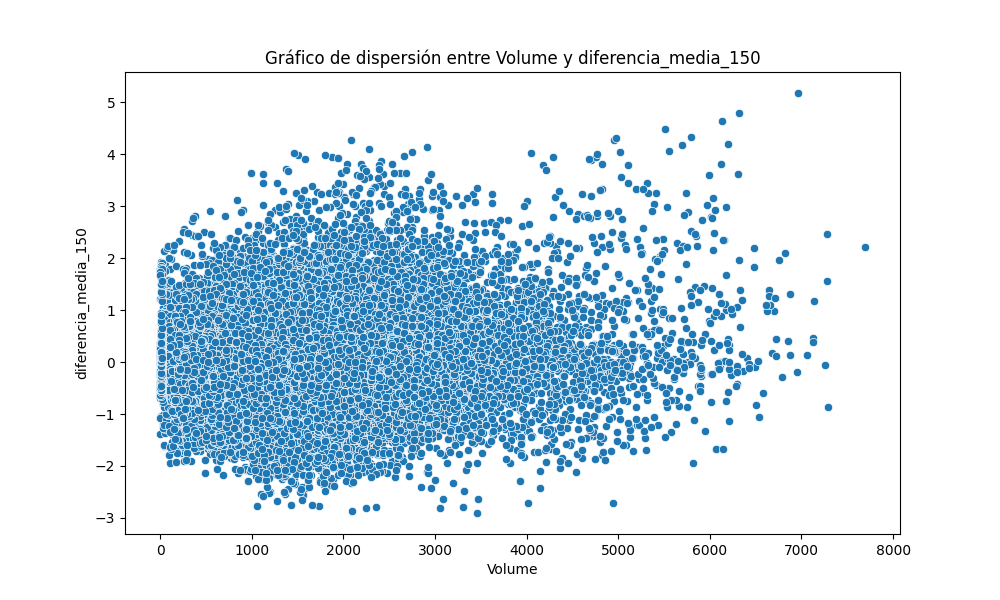 Gráfico de dispersión entre Volume y diferencia_media_150
diferencia_media_150
5
4
3
2
1
0
−1
−2
−3
0 1000 2000 3000 4000 5000 6000 7000 8000
Volume